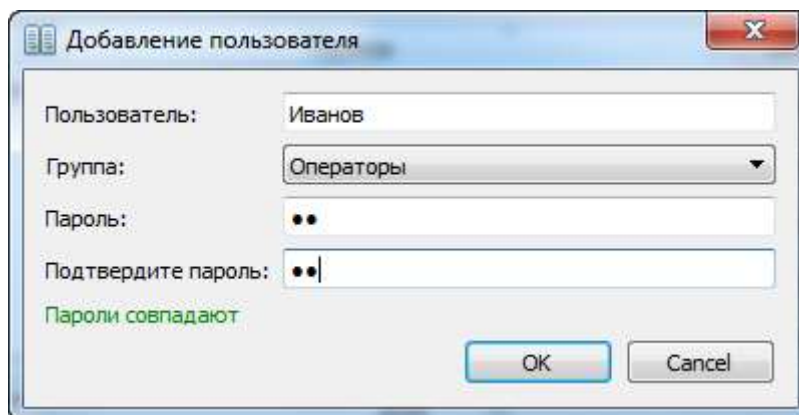 Добавление пользователя
Пользователь: Иванов
Группа: Операторы
Пароль: ●●
Подтвердите пароль: ●●
Пароли совпадают
OK Cancel